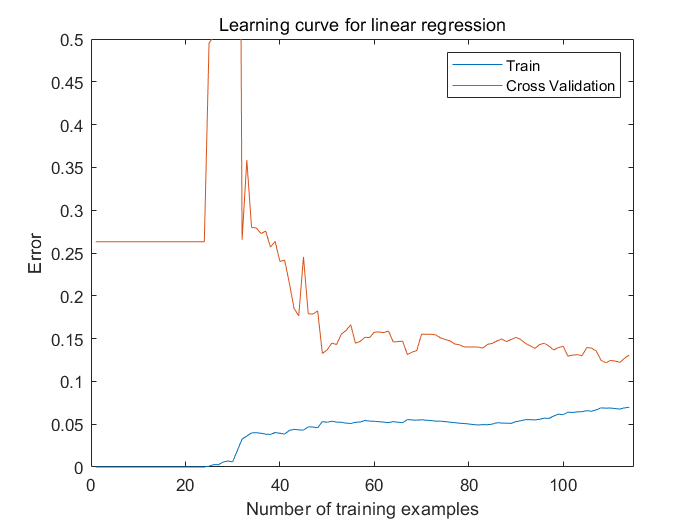 Learning curve for linear regression
0.5
0.45
0.4
0.35
0.3
0.25
0.2
0.15
0.1
0.05
0
Error
Train
Cross Validation
0 20 40 60 80 100
Number of training examples